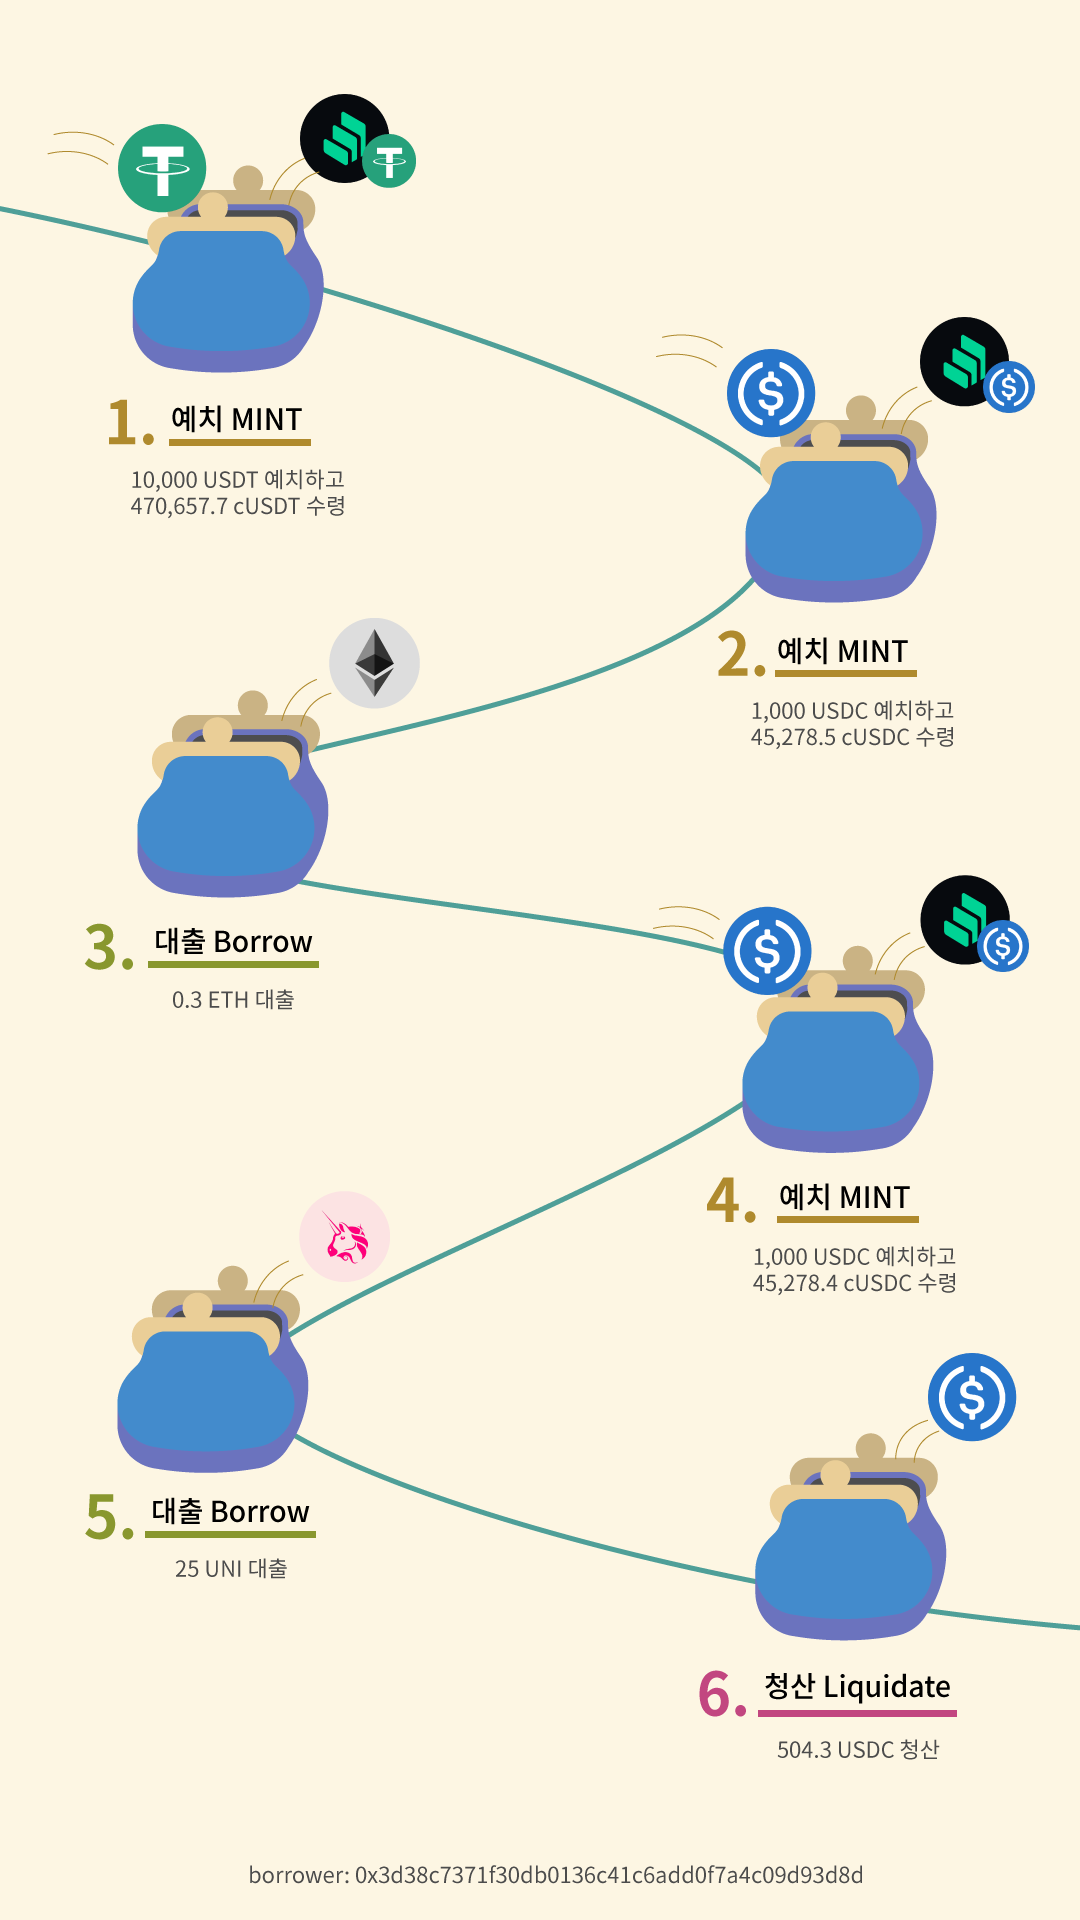 1. 예치 MINT
10,000 USDT 예치하고
470,657.7 cUSDT 수령
2. 예치 MINT
1,000 USDC 예치하고
45,278.5 cUSDC 수령
3. 대출 Borrow
0.3 ETH 대출
4. 예치 MINT
1,000 USDC 예치하고
45,278.4 cUSDC 수령
5. 대출 Borrow
25 UNI 대출
6. 청산 Liquidate
504.3 USDC 청산
borrower: 0x3d38c7371f30db0136c41c6add0f7a4c09d93d8d